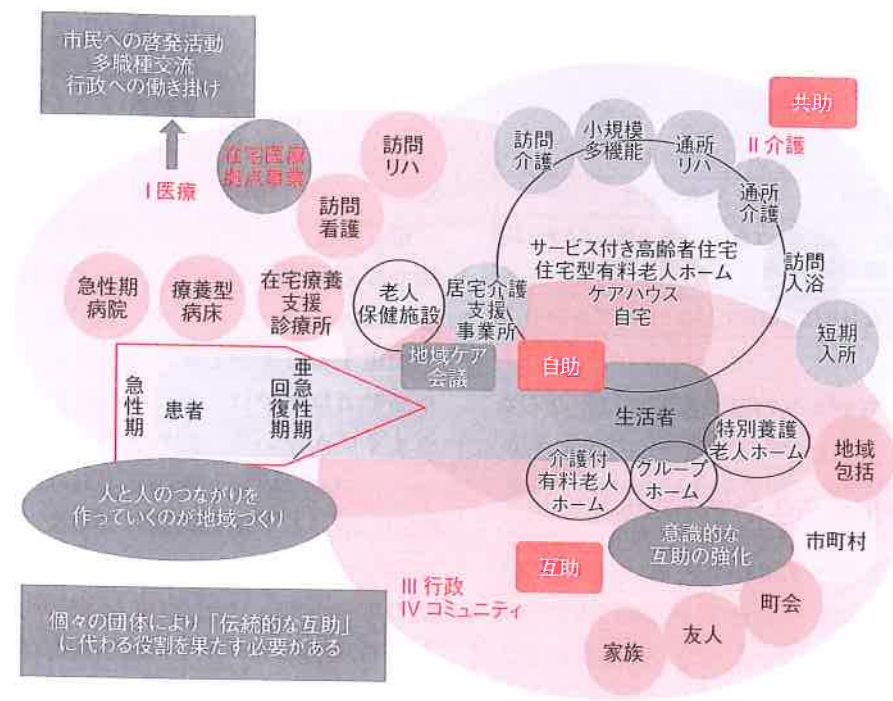 市民への啓発活動
多職種交流
行政への働き掛け
I 医療
在宅医療
拠点事業
訪問
リハ
訪問
看護
急性期
病院
療養型
病床
在宅療養
支援
診療所
老人
保健施設
居宅介護
支援
事業所
訪問
介護
小規模
多機能
通所
リハ
通所
介護
共助
II 介護
サービス付き高齢者住宅
住宅型有料老人ホーム
ケアハウス
自宅
訪問
入浴
短期
入所
地域ケア
会議
自助
急性期
患者
亜急性期/
回復期
生活者
介護付
有料老人
ホーム
グループ
ホーム
特別養護
老人ホーム
地域
包括
人と人のつながりを
作っていくのが地域づくり
互助
意識的な
互助の強化
市町村
III 行政
IV コミュニティ
町会
友人
家族
個々の団体により「伝統的な互助」
に代わる役割を果たす必要がある